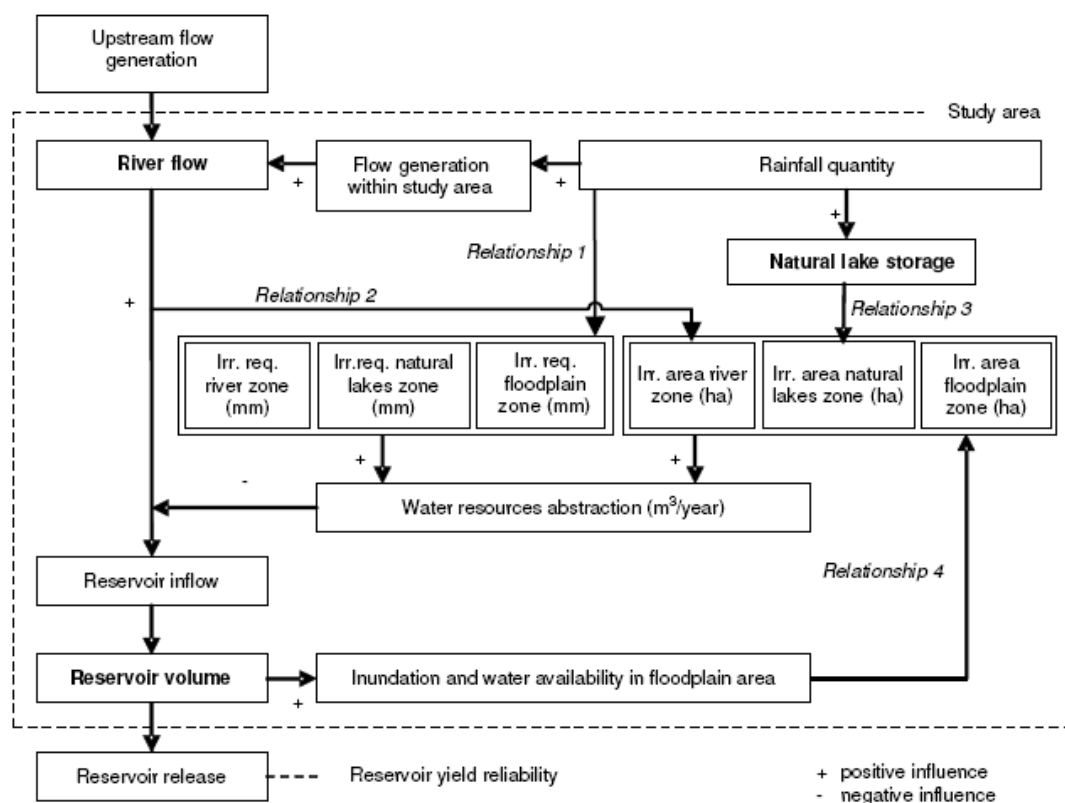 Upstream flow
generation
Study area
River flow
Flow generation
within study area
Rainfall quantity
+
+
+
Relationship 1
Natural lake storage
+
Relationship 2
Relationship 3
Irr. req.
river zone
(mm)
Irr.req. natural
lakes zone
(mm)
Irr. req.
floodplain
zone (mm)
Irr. area river
zone (ha)
Irr. area natural
lakes zone (ha)
Irr. area
floodplain
zone (ha)
+
+
-
Water resources abstraction (m³/year)
Reservoir inflow
Relationship 4
Reservoir volume
+
Inundation and water availability in floodplain area
Reservoir release
Reservoir yield reliability
+ positive influence
- negative influence